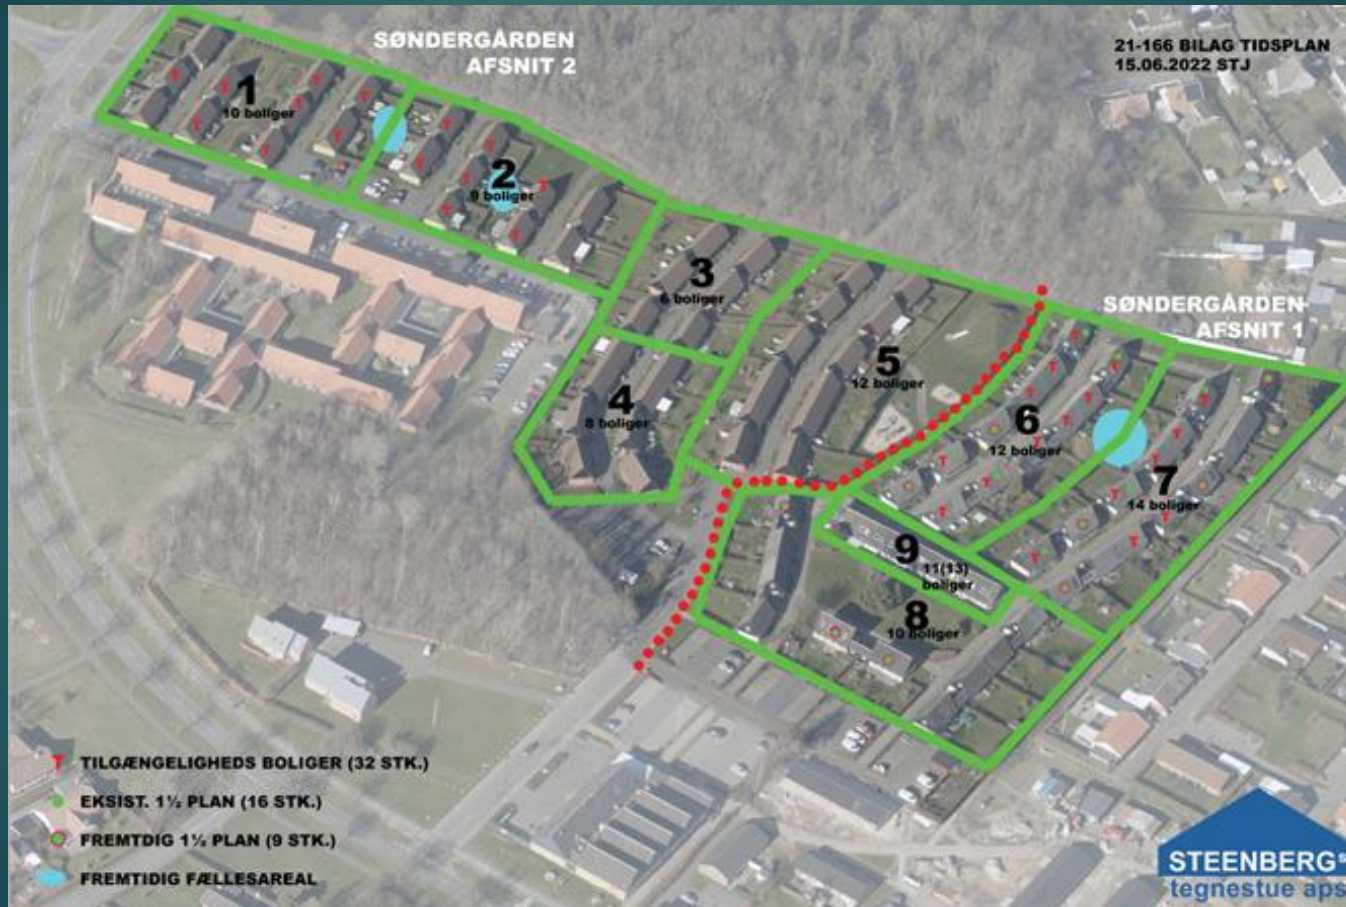 SØNDERGÅRDEN
AFSNIT 2
21-166 BILAG TIDSPLAN
15.06.2022 STJ
1
10 boliger
2
9 boliger
3
6 boliger
SØNDERGÅRDEN
AFSNIT 1
4
8 boliger
5
12 boliger
6
12 boliger
7
14 boliger
9
11(13)
boliger
8
10 boliger
T TILGÆNGELIGHEDS BOLIGER (32 STK.)
EKSIST. 1½ PLAN (16 STK.)
FREMTDIG 1½ PLAN (9 STK.)
FREMTIDIG FÆLLESAREAL
STEENBERGS
tegnestue aps